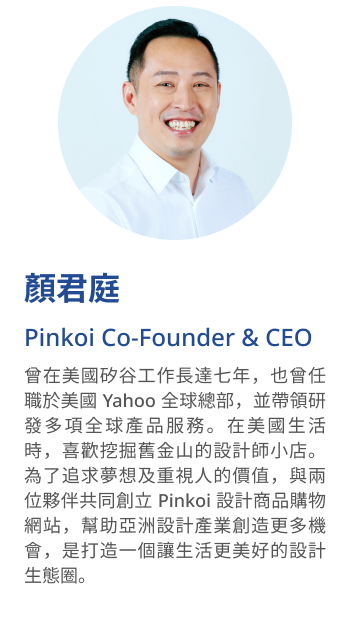 顏君庭
Pinkoi Co-Founder & CEO
曾在美國矽谷工作長達七年，也曾任
職於美國 Yahoo 全球總部，並帶領研
發多項全球產品服務。在美國生活
時，喜歡挖掘舊金山的設計師小店。
為了追求夢想及重視人的價值，與兩
位夥伴共同創立 Pinkoi 設計商品購物
網站，幫助亞洲設計產業創造更多機
會，是打造一個讓生活更美好的設計
生態圈。